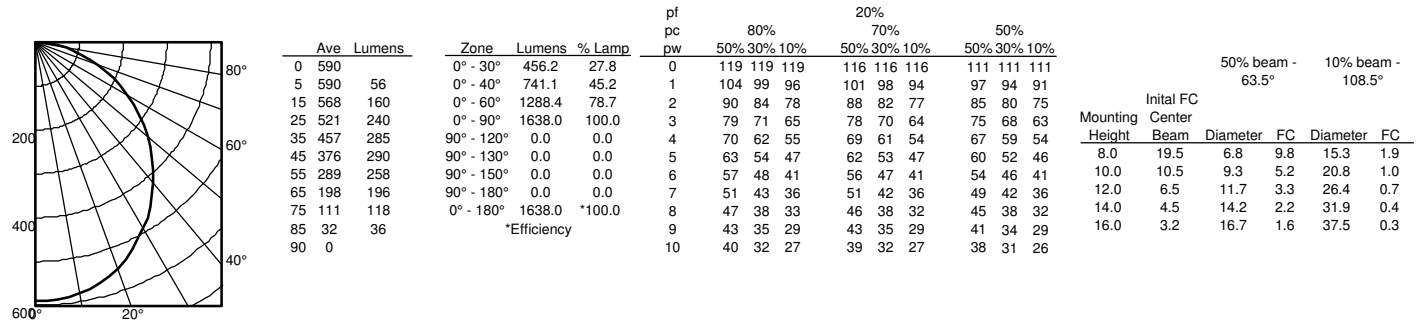 80°
60°
40°
200
400
600
0°
20°
Ave Lumens
0 590
5 590 56
15 568 160
25 521 240
35 457 285
45 376 290
55 289 258
65 198 196
75 111 118
85 32 36
90 0
Zone Lumens % Lamp
0° - 30° 456.2 27.8
0° - 40° 741.1 45.2
0° - 60° 1288.4 78.7
0° - 90° 1638.0 100.0
90° - 120° 0.0 0.0
90° - 130° 0.0 0.0
90° - 150° 0.0 0.0
90° - 180° 0.0 0.0
0° - 180° 1638.0 *100.0
*Efficiency
pf 20%
pc 80% 70% 50%
pw 50% 30% 10% 50% 30% 10% 50% 30% 10%
0 119 119 119 116 116 116 111 111 111
1 104 99 96 101 98 94 97 94 91
2 90 84 78 88 82 77 85 80 75
3 79 71 65 78 70 64 75 68 63
4 70 62 55 69 61 54 67 59 54
5 63 54 47 62 53 47 60 52 46
6 57 48 41 56 47 41 54 46 41
7 51 43 36 51 42 36 49 42 36
8 47 38 33 46 38 32 45 38 32
9 43 35 29 43 35 29 41 34 29
10 40 32 27 39 32 27 38 31 26
50% beam - 10% beam -
63.5° 108.5°
Inital FC
Mounting Center
Height Beam Diameter FC Diameter FC
8.0 19.5 6.8 9.8 15.3 1.9
10.0 10.5 9.3 5.2 20.8 1.0
12.0 6.5 11.7 3.3 26.4 0.7
14.0 4.5 14.2 2.2 31.9 0.4
16.0 3.2 16.7 1.6 37.5 0.3